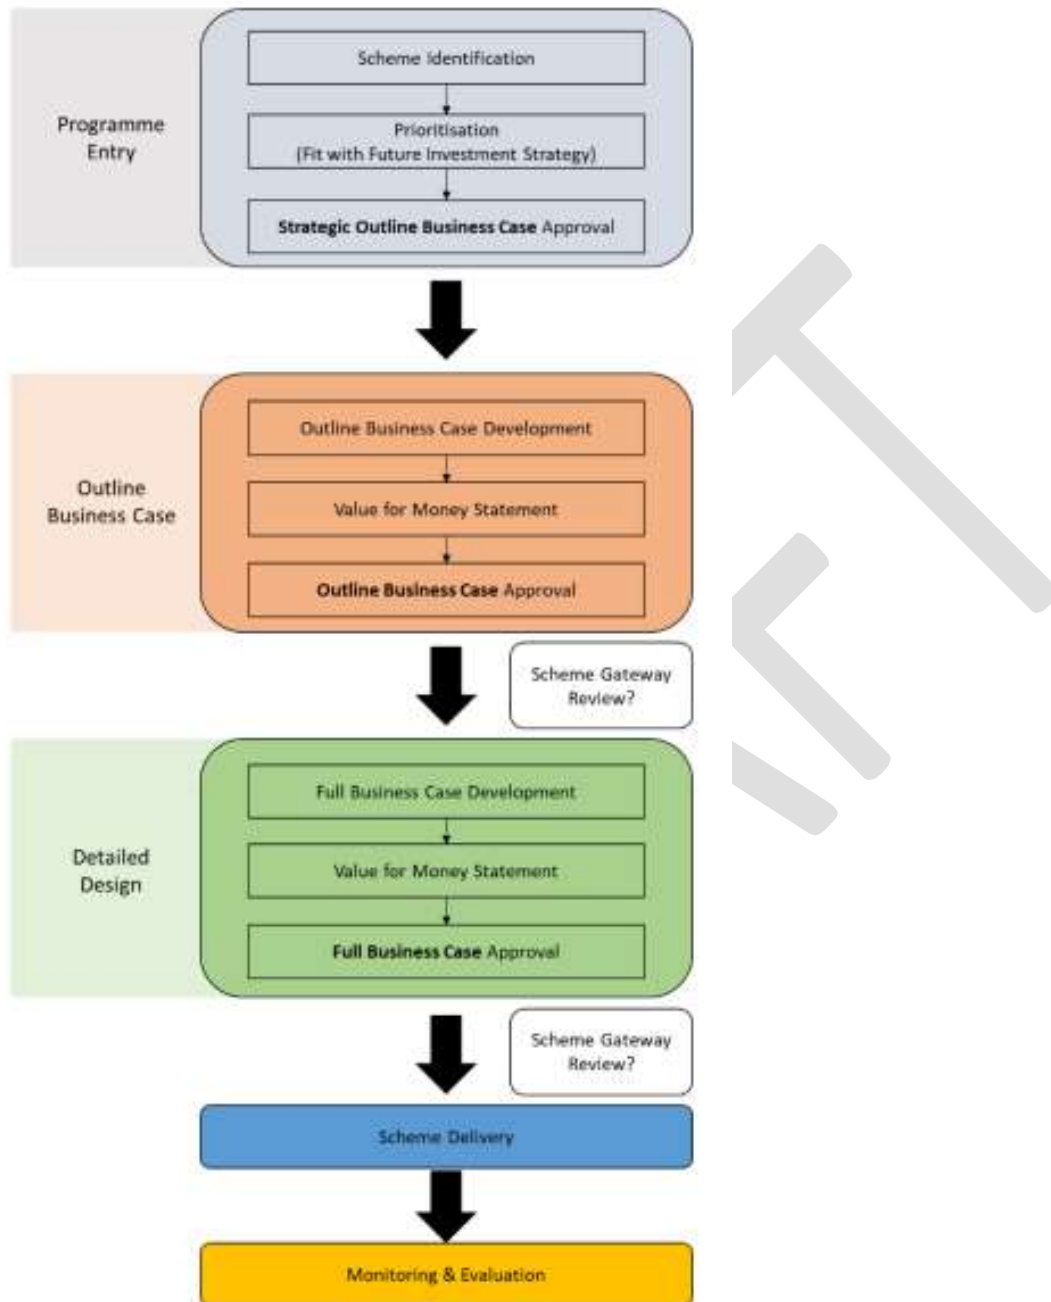 Programme
Entry
Scheme Identification
Prioritisation
(Fit with Future Investment Strategy)
Strategic Outline Business Case Approval
Outline
Business Case
Outline Business Case Development
Value for Money Statement
Outline Business Case Approval
Scheme Gateway
Review?
Detailed
Design
Full Business Case Development
Value for Money Statement
Full Business Case Approval
Scheme Gateway
Review?
Scheme Delivery
Monitoring & Evaluation